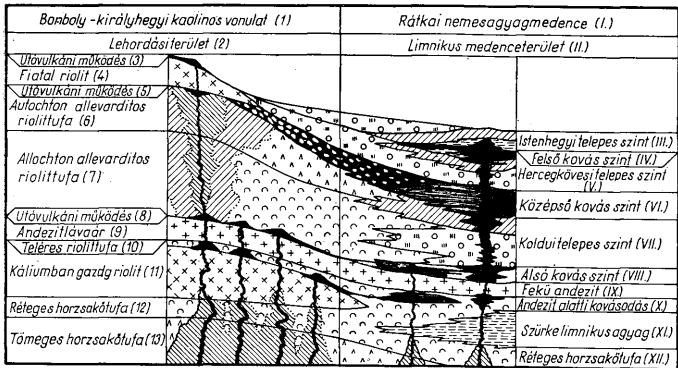 Bomboly-királyhegyi kaolinos vonulat (1)
Rátkai nemesagyagmedence (I.)
Lehordási terület (2)
Limnikus medenceterület (II.)
Utóvulkáni működés (3)
Fiatal riolit (4)
Utóvulkáni működés (5)
Autochton allevarditos
riolittufa (6)
Allochton allevarditos
riolittufa (7)
Utóvulkáni működés (8)
Andezitlávaár (9)
Teléres riolittufa (10)
Káliumban gazdg riolit (11)
Réteges horzsakőtufa (12)
Tömeges horzsakőtufa (13)
Istenhegyi telepes szint (III.)
Felső kovás szint (IV.)
Hercegkövesi telepes szint
(V.)
Középső kovás szint (VI.)
Koldui telepes szint (VII.)
Alsó kovás szint (VIII.)
Fekü andezit (IX.)
Andezit alatti kovásodás (X.)
Szürke limnikus agyag (XI.)
Réteges horzsakőtufa (XII.)